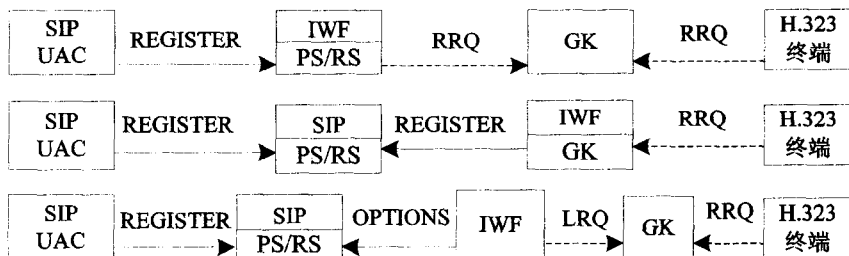 SIP UAC REGISTER IWF PS/RS RRQ GK RRQ H.323 终端
SIP UAC REGISTER SIP PS/RS REGISTER IWF GK RRQ H.323 终端
SIP UAC REGISTER SIP PS/RS OPTIONS IWF LRQ GK RRQ H.323 终端